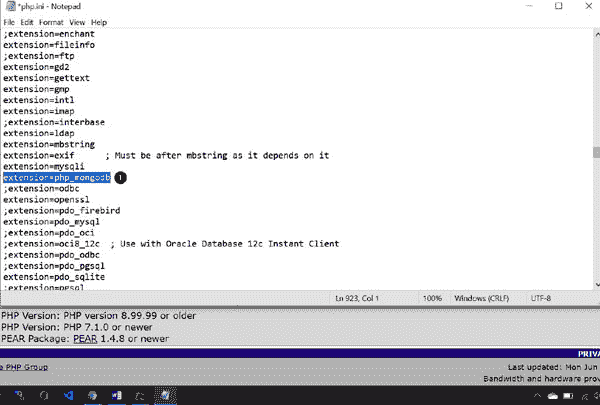 *php.ini - Notepad
File Edit Format View Help
;extension=enchant
extension=fileinfo
;extension=ftp
extension=gd2
extension=gettext
extension=gmp
extension=intl
extension=imap
;extension=interbase
extension=ldap
extension=mbstring
extension=exif ; Must be after mbstring as it depends on it
extension=mysqli
extension=php_mongodb 1
;extension=odbc
extension=openssl
;extension=pdo_firebird
extension=pdo_mysql
;extension=pdo_oci
;extension=oci8_12c ; Use with Oracle Database 12c Instant Client
;extension=pdo_odbc
;extension=pdo_pgsql
extension=pdo_sqlite
;extension=pgsql
Ln 923, Col 1 100% Windows (CRLF) UTF-8
PHP Version: PHP version 8.99.99 or older
PHP Version: PHP 7.1.0 or newer
PEAR Package: PEAR 1.4.8 or newer
PRIVA
e PHP Group Last updated: Mon Jun
Bandwidth and hardware prov